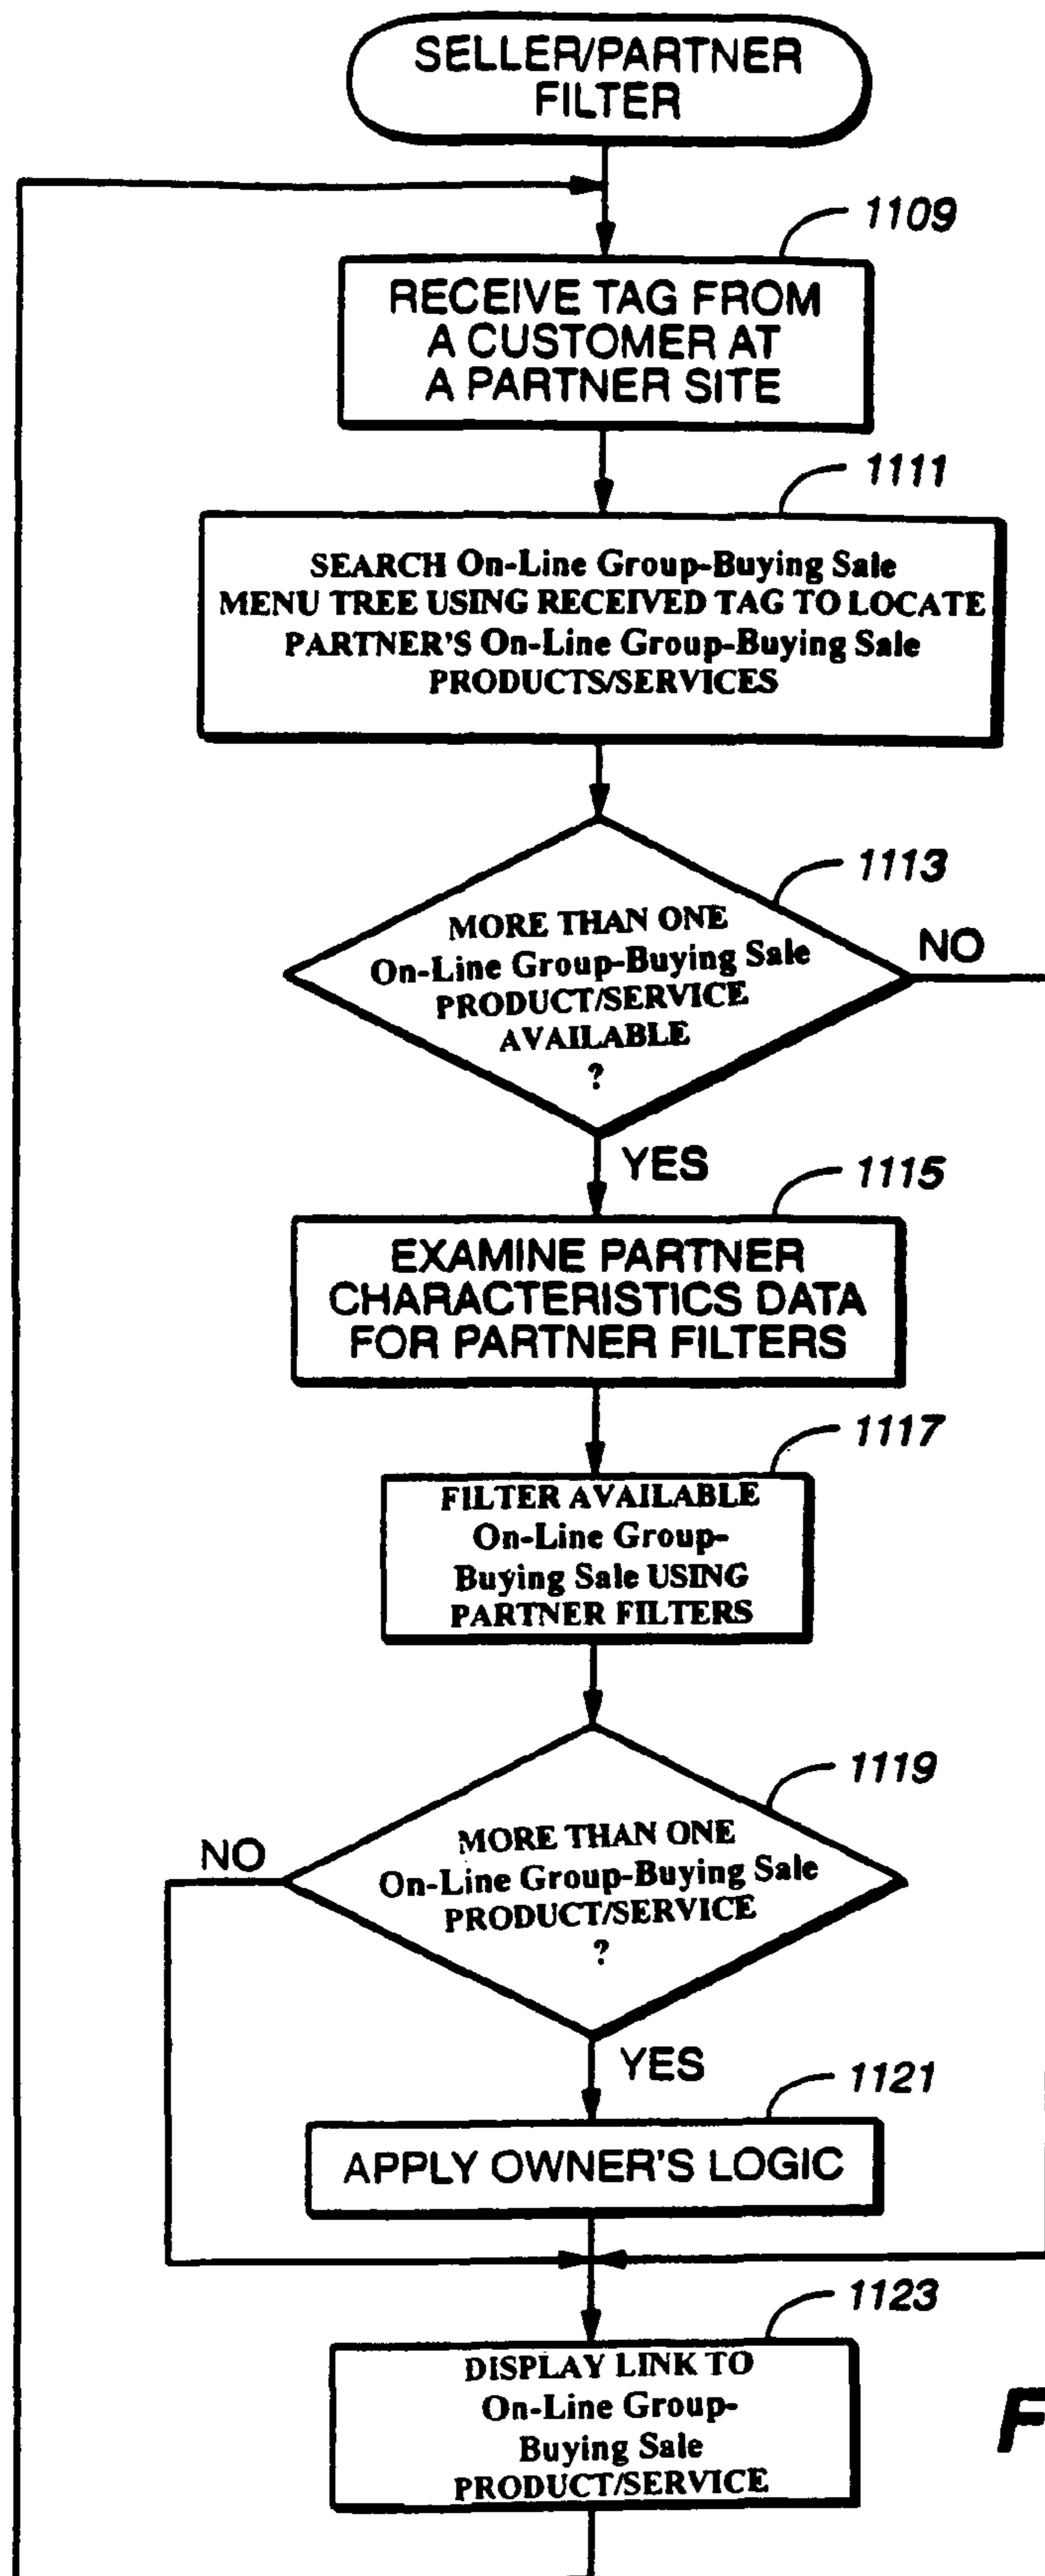 SELLER/PARTNER
FILTER
1109
RECEIVE TAG FROM
A CUSTOMER AT
A PARTNER SITE
1111
SEARCH On-Line Group-Buying Sale
MENU TREE USING RECEIVED TAG TO LOCATE
PARTNER'S On-Line Group-Buying Sale
PRODUCTS/SERVICES
1113
MORE THAN ONE
On-Line Group-Buying Sale
PRODUCT/SERVICE
AVAILABLE
?
NO
YES
1115
EXAMINE PARTNER
CHARACTERISTICS DATA
FOR PARTNER FILTERS
1117
FILTER AVAILABLE
On-Line Group-
Buying Sale USING
PARTNER FILTERS
1119
NO
MORE THAN ONE
On-Line Group-Buying Sale
PRODUCT/SERVICE
?
YES
1121
APPLY OWNER'S LOGIC
1123
DISPLAY LINK TO
On-Line Group-
Buying Sale
PRODUCT/SERVICE
F